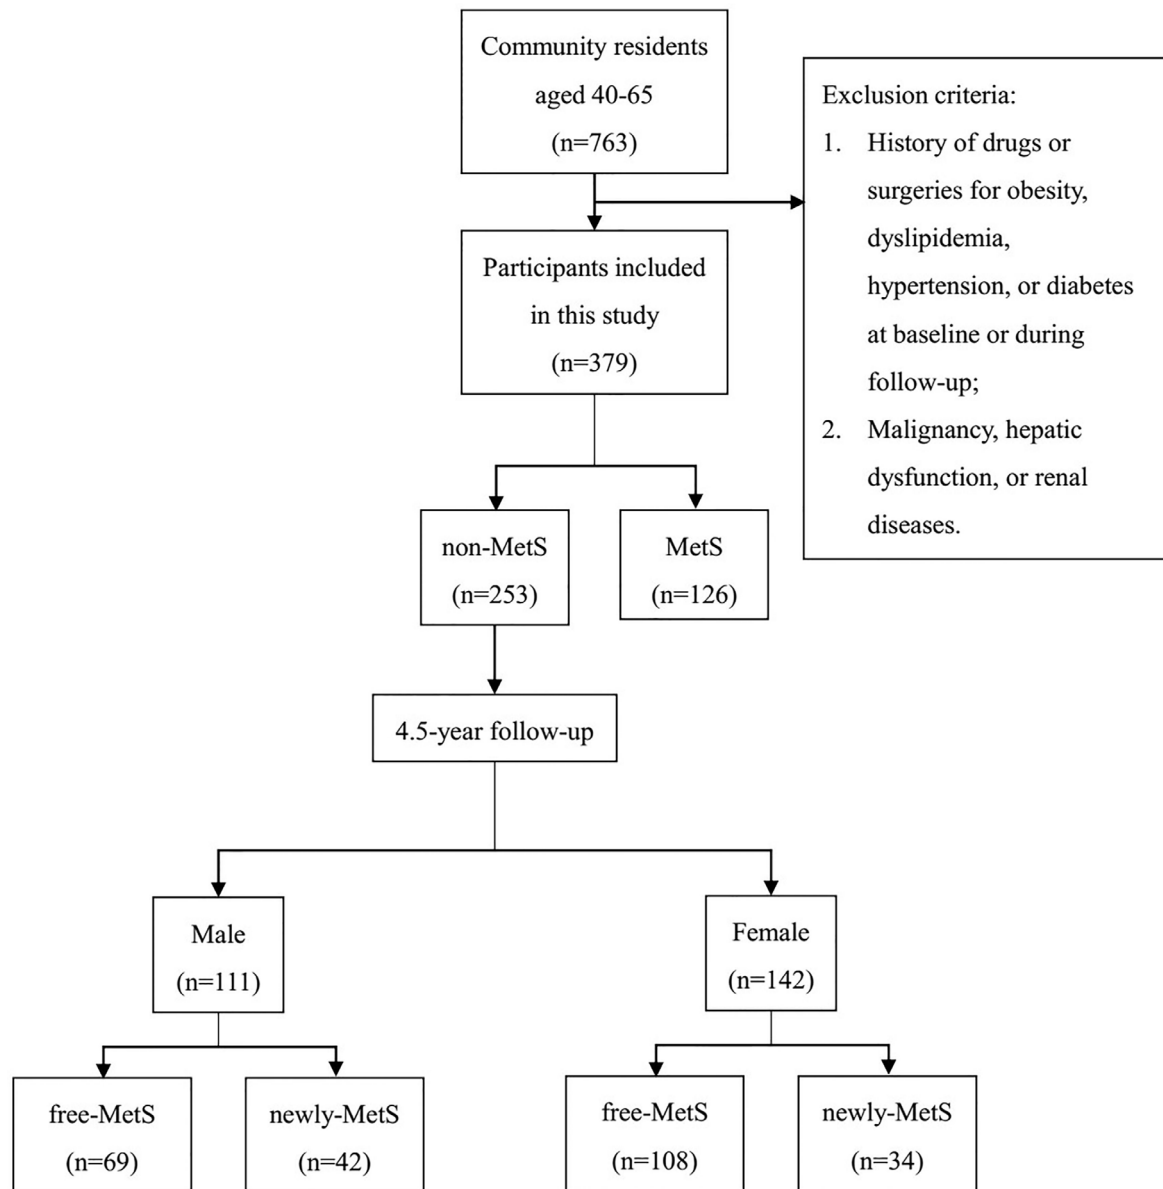 Community residents
aged 40-65
(n=763)
Exclusion criteria:
1. History of drugs or
surgeries for obesity,
dyslipidemia,
hypertension, or diabetes
at baseline or during
follow-up;
2. Malignancy, hepatic
dysfunction, or renal
diseases.
Participants included
in this study
(n=379)
non-MetS
(n=253)
MetS
(n=126)
4.5-year follow-up
Male
(n=111)
Female
(n=142)
free-MetS
(n=69)
newly-MetS
(n=42)
free-MetS
(n=108)
newly-MetS
(n=34)